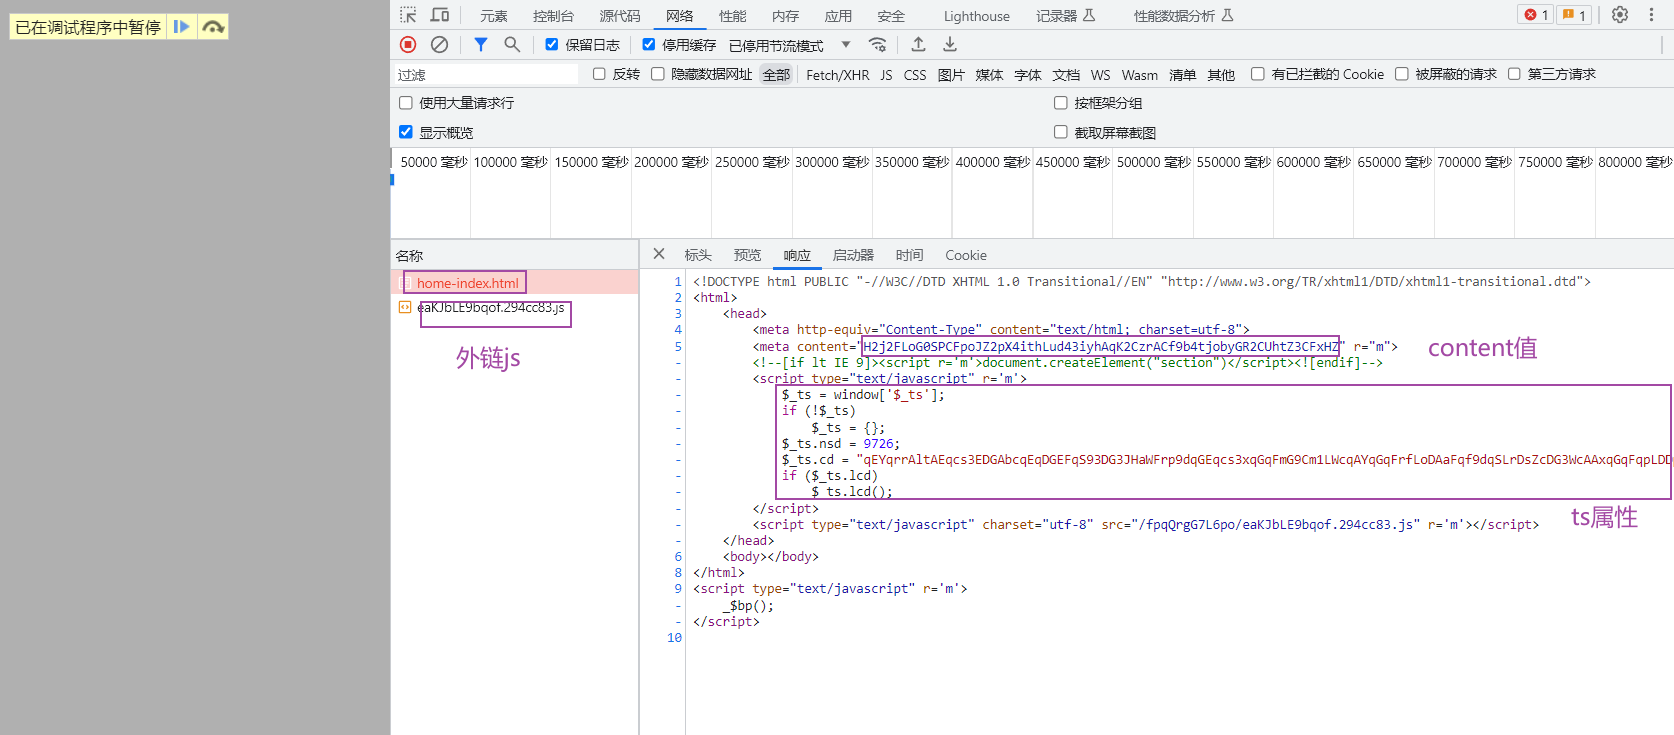 已在调试程序中暂停
元素 控制台 源代码 网络 性能 内存 应用 安全 Lighthouse 记录器 性能数据分析 1 1
保留日志 停用缓存 已停用节流模式
过滤 反转 隐藏数据网址 全部 Fetch/XHR JS CSS 图片 媒体 字体 文档 WS Wasm 清单 其他 有已拦截的 Cookie 被屏蔽的请求 第三方请求
使用大量请求行 按框架分组
显示概览 截取屏幕截图
50000 毫秒 100000 毫秒 150000 毫秒 200000 毫秒 250000 毫秒 300000 毫秒 350000 毫秒 400000 毫秒 450000 毫秒 500000 毫秒 550000 毫秒 600000 毫秒 650000 毫秒 700000 毫秒 750000 毫秒 800000 毫秒
名称 标头 预览 响应 启动器 时间 Cookie
home-index.html
eaKJbLE9bqof.294cc83.js
外链js
1 <!DOCTYPE html PUBLIC "-//W3C//DTD XHTML 1.0 Transitional//EN" "http://www.w3.org/TR/xhtml1/DTD/xhtml1-transitional.dtd">
2 <html>
3 <head>
4 <meta http-equiv="Content-Type" content="text/html; charset=utf-8">
5 <meta content="H2j2FLoG0SPCFpoJZ2pX4ithLud43iyhAqK2CzrACf9b4tjobyGR2CUhtZ3CFxHZ" r="m">
content值
- <!--[if lt IE 9]><script r='m'>document.createElement("section")</script><![endif]-->
- <script type="text/javascript" r='m'>
- $_ts = window['$_ts'];
- if (!$_ts)
- $_ts = {};
- $_ts.nsd = 9726;
- $_ts.cd = "qEYqrrAltAEqcs3EDGAbcqEqDGEFqS93DG3JHaWFrp9dqGEqcs3xqGqFmG9Cm1LWcqAYqGqFrfLoDAaFqf9dqSLrDsZcDG3WcAAxqGqFqpLDD
- if ($_ts.lcd)
- $_ts.lcd();
- </script>
ts属性
- <script type="text/javascript" charset="utf-8" src="/fpqQrgG7L6po/eaKJbLE9bqof.294cc83.js" r='m'></script>
- </head>
6 <body></body>
8 </html>
9 <script type="text/javascript" r='m'>
- _$bp();
- </script>
10